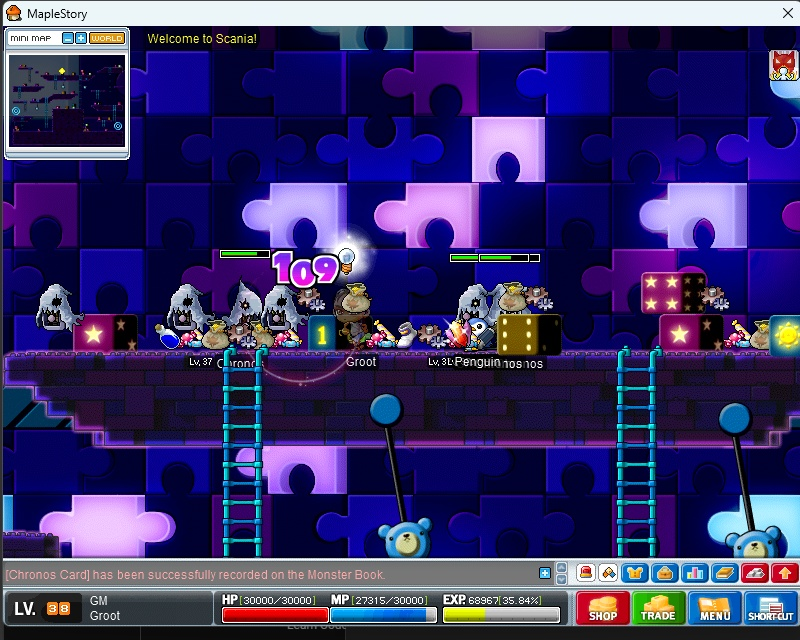 MapleStory
MINI MAP
WORLD
Welcome to Scania!
109
1
Lv. 37
Groot
Penguin
[Chronos Card] has been successfully recorded on the Monster Book.
LV. 38
GM
Groot
HP[30000/30000]
MP[27315/30000]
EXP. 68967[35.84%]
SHOP
TRADE
MENU
SHORTCUT